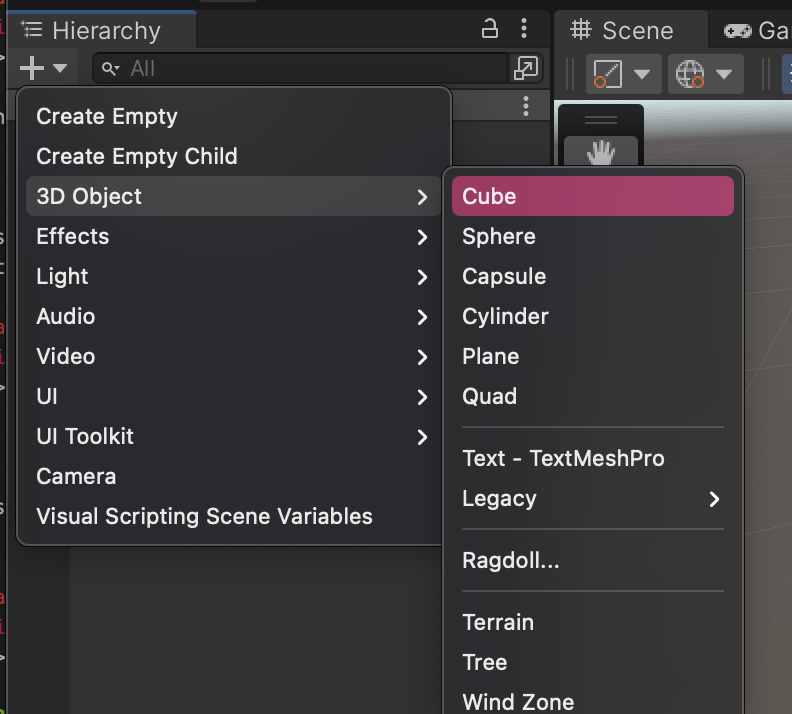 Hierarchy
Scene
All
Create Empty
Create Empty Child
3D Object
Effects
Light
Audio
Video
UI
UI Toolkit
Camera
Visual Scripting Scene Variables
Cube
Sphere
Capsule
Cylinder
Plane
Quad
Text - TextMeshPro
Legacy
Ragdoll...
Terrain
Tree
Wind Zone